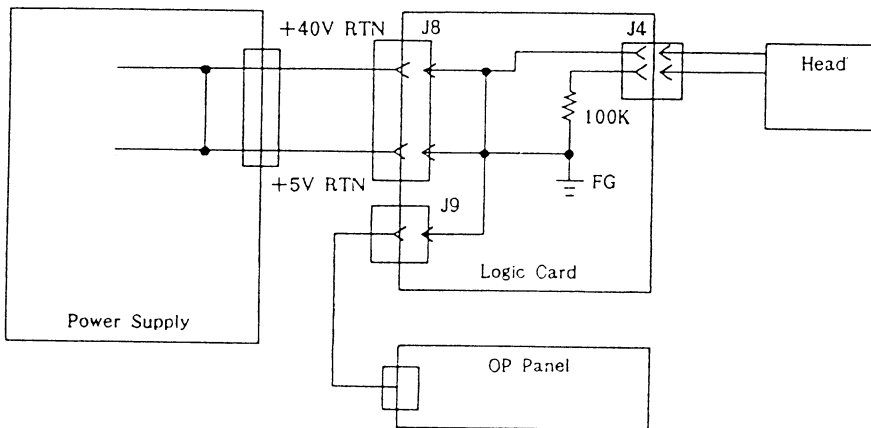 +40V RTN
J8
J4
Head
100K
FG
+5V RTN
J9
Logic Card
Power Supply
OP Panel